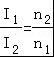 I₁/I₂ = n₂/n₁